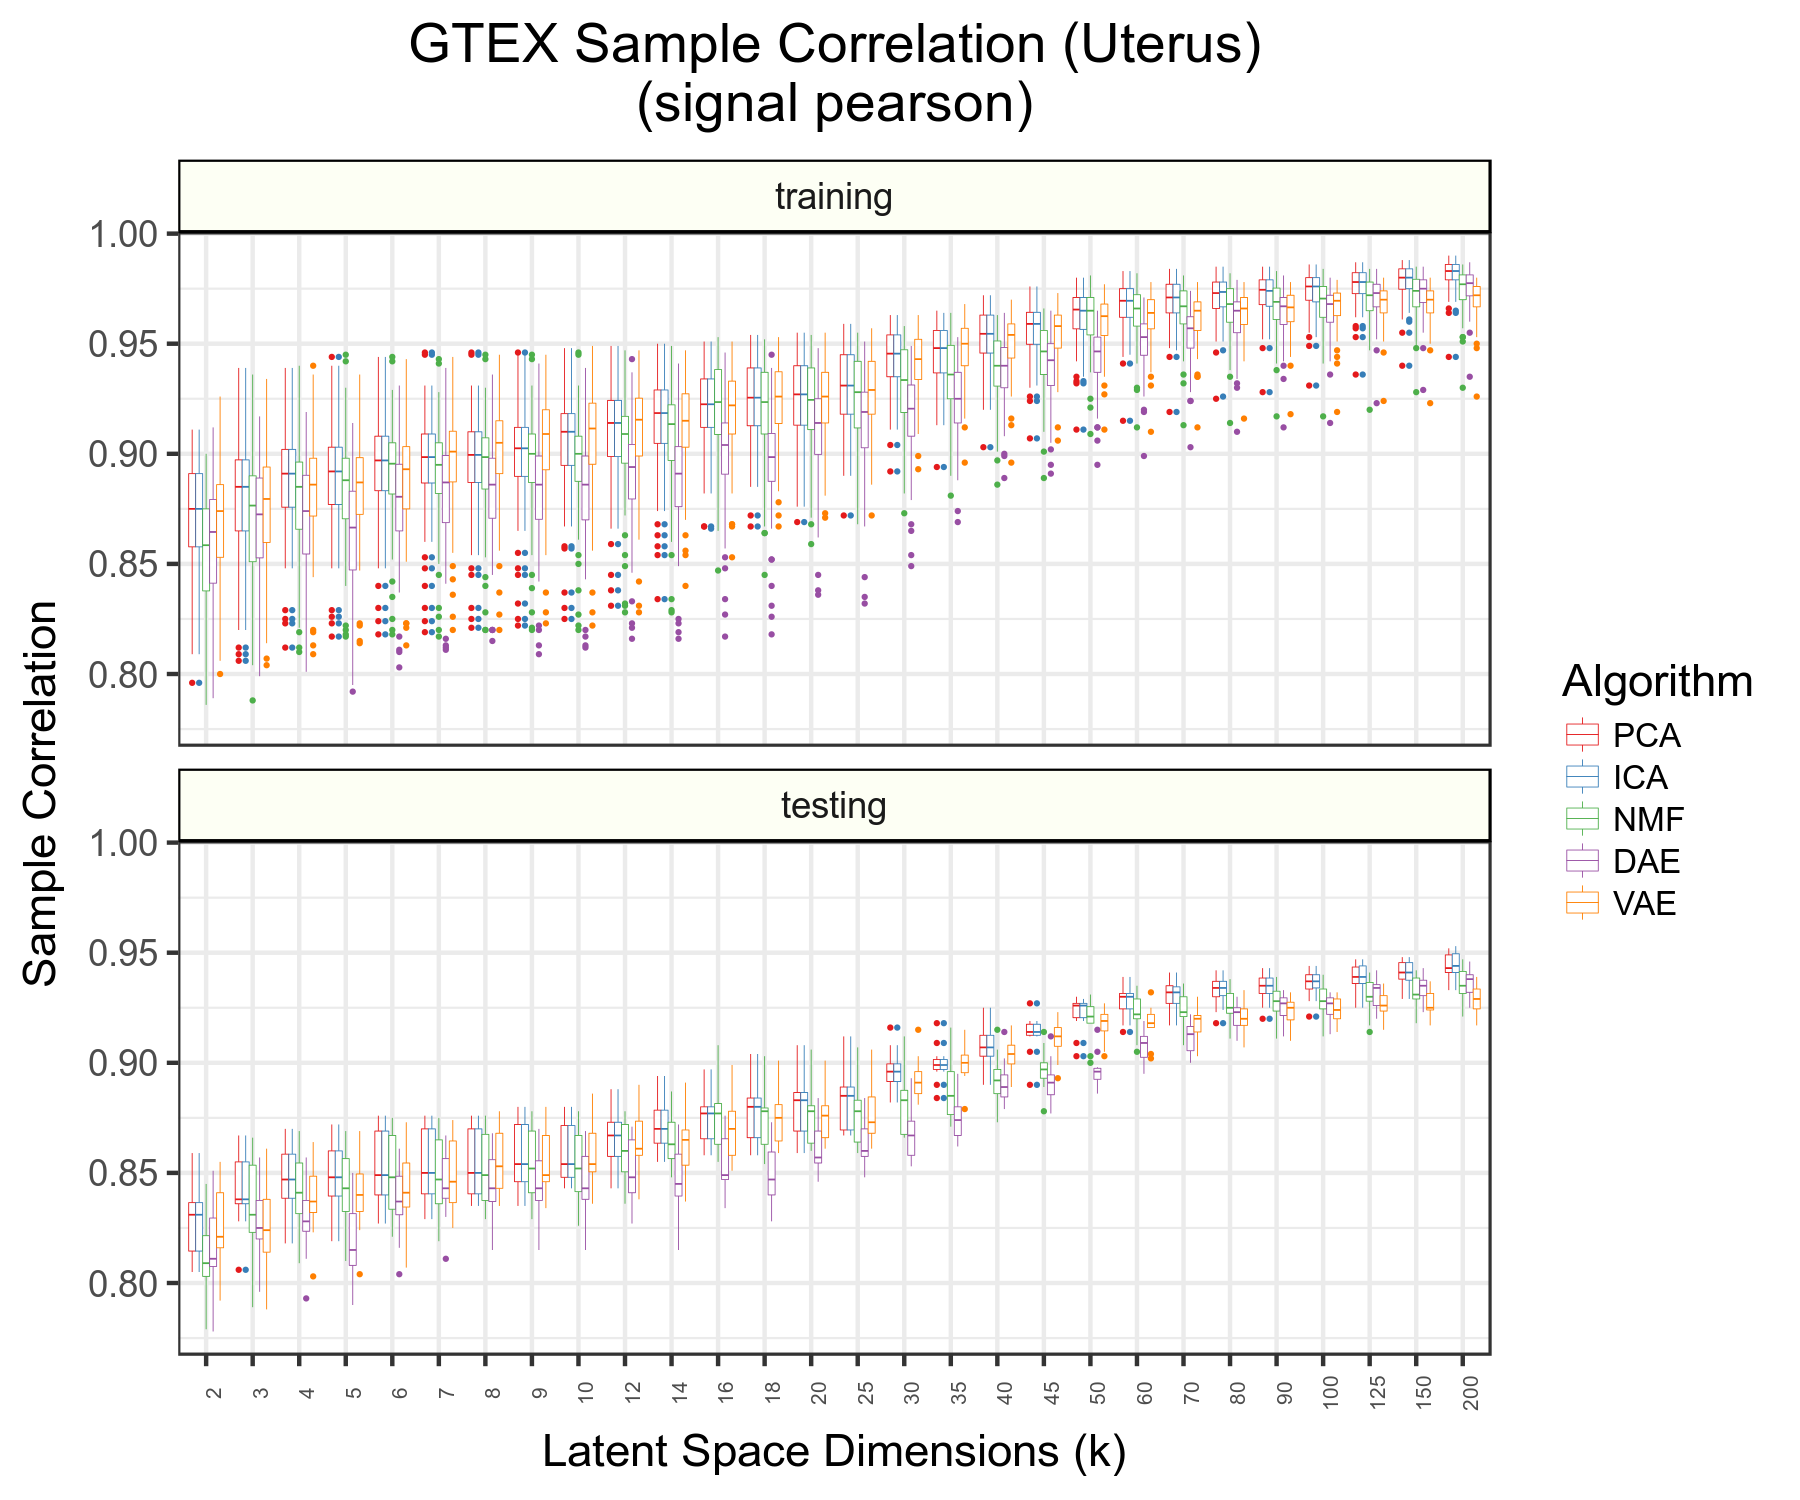 GTEX Sample Correlation (Uterus)
(signal pearson)
training
1.00
0.95
0.90
0.85
0.80
testing
1.00
0.95
0.90
0.85
0.80
Sample Correlation
2 3 4 5 6 7 8 9 10 12 14 16 18 20 25 30 35 40 45 50 60 70 80 90 100 125 150 200
Latent Space Dimensions (k)
Algorithm
PCA
ICA
NMF
DAE
VAE